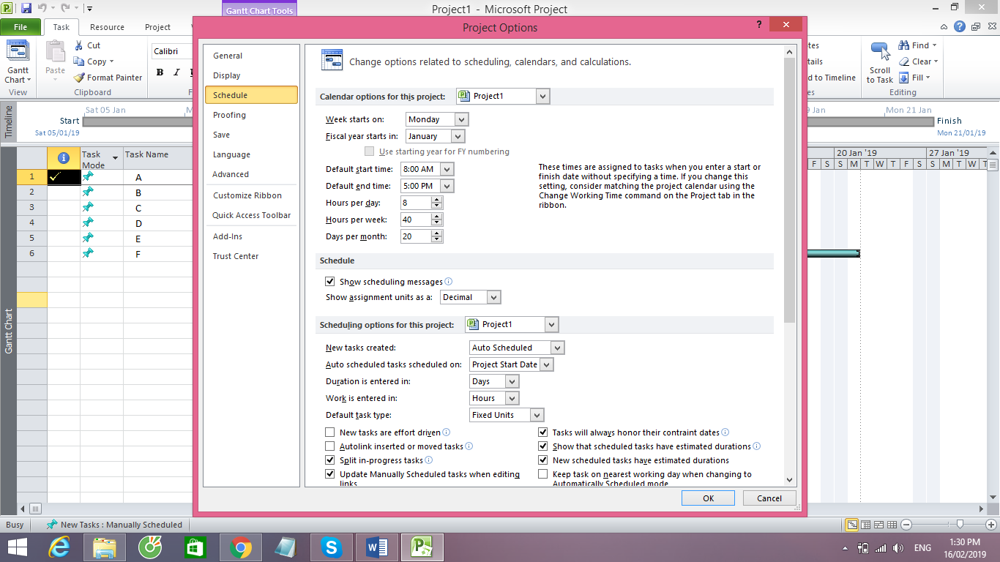 Gantt Chart Tools
Project1 - Microsoft Project
File
Task
Resource
Project
Gantt
Chart
View
Paste
Cut
Copy
Format Painter
Clipboard
Calibri
B I
Scroll
to Task
Find
Clear
Fill
Editing
d to Timeline
Timeline
Start
Sat 05/01/19
Sat 05 Jan
Jan
Mon 21 Jan
Finish
Mon 21/01/19
Task
Mode
Task Name
1 A
2 B
3 C
4 D
5 E
6 F
Gantt Chart
20 Jan '19
27 Jan '19
F S S M T W T F S S M T W T
Project Options
?
General
Display
Schedule
Proofing
Save
Language
Advanced
Customize Ribbon
Quick Access Toolbar
Add-Ins
Trust Center
Change options related to scheduling, calendars, and calculations.
Calendar options for this project: Project1
Week starts on: Monday
Fiscal year starts in: January
Use starting year for FY numbering
Default start time: 8:00 AM
Default end time: 5:00 PM
Hours per day: 8
Hours per week: 40
Days per month: 20
These times are assigned to tasks when you enter a start or
finish date without specifying a time. If you change this
setting, consider matching the project calendar using the
Change Working Time command on the Project tab in the
ribbon.
Schedule
Show scheduling messages
Show assignment units as a: Decimal
Scheduling options for this project: Project1
New tasks created: Auto Scheduled
Auto scheduled tasks scheduled on: Project Start Date
Duration is entered in: Days
Work is entered in: Hours
Default task type: Fixed Units
New tasks are effort driven
Autolink inserted or moved tasks
Split in-progress tasks
Update Manually Scheduled tasks when editing
links
Tasks will always honor their contraint dates
Show that scheduled tasks have estimated durations
New scheduled tasks have estimated durations
Keep task on nearest working day when changing to
Automatically Scheduled mode
OK
Cancel
Busy
New Tasks : Manually Scheduled
ENG
1:30 PM
16/02/2019